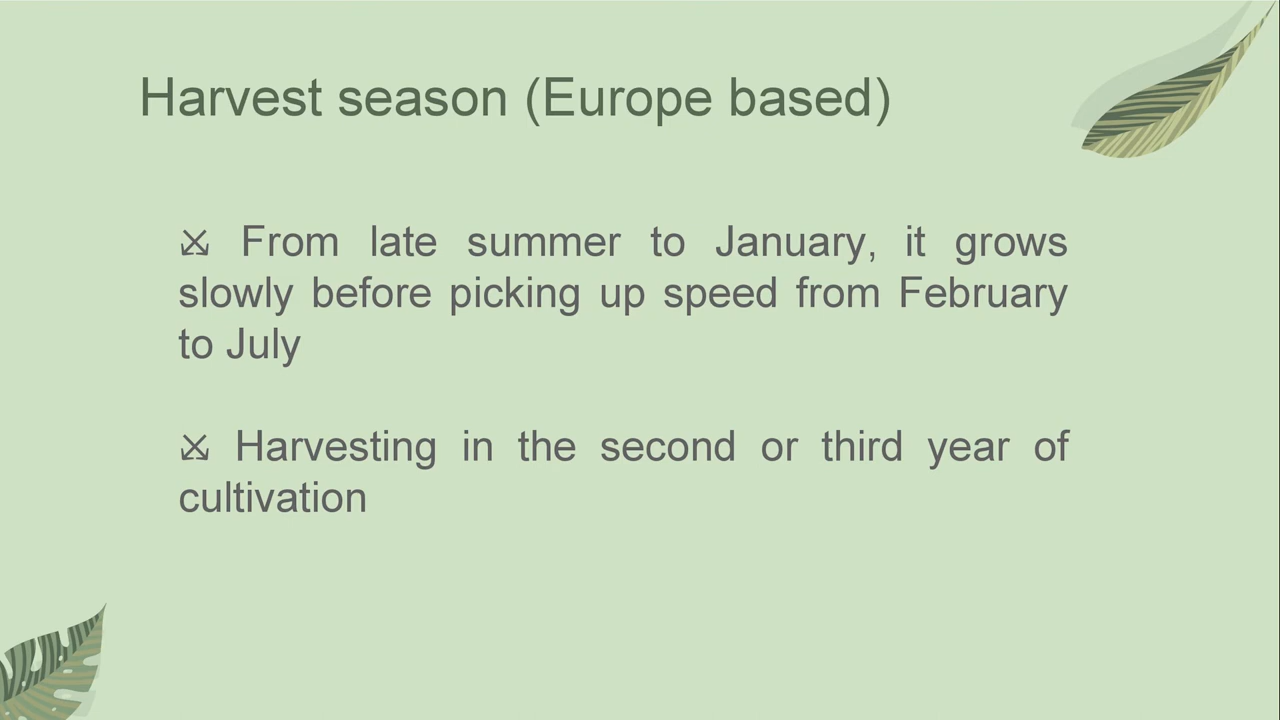 Harvest season (Europe based)
⚔ From late summer to January, it grows
slowly before picking up speed from February
to July
⚔ Harvesting in the second or third year of
cultivation